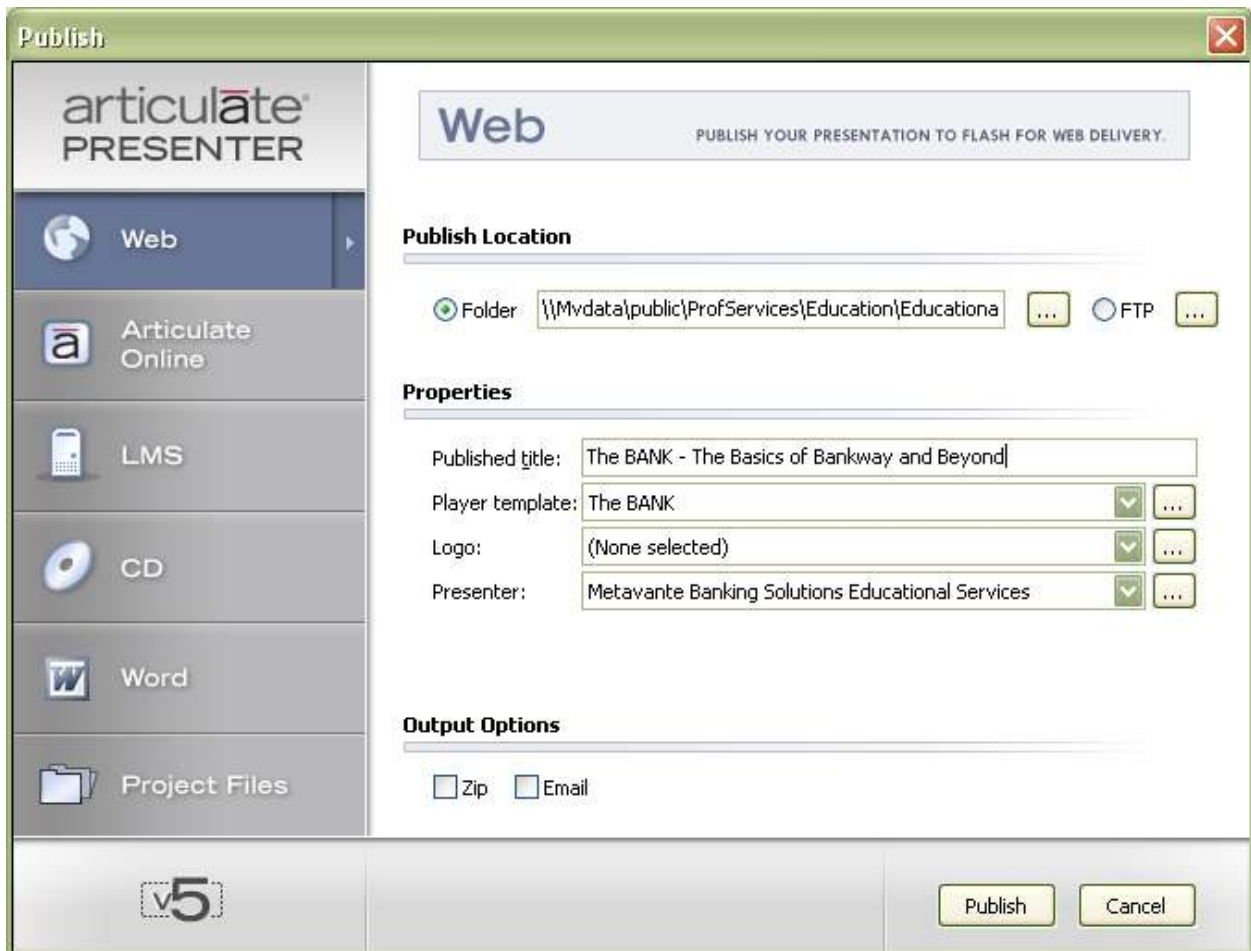 Publish
articulāte®
PRESENTER
Web
PUBLISH YOUR PRESENTATION TO FLASH FOR WEB DELIVERY.
Web
Articulate
Online
LMS
CD
Word
Project Files
Publish Location
Folder \\Mvdata\public\ProfServices\Education\Educationa ... FTP ...
Properties
Published title: The BANK - The Basics of Bankway and Beyond
Player template: The BANK ...
Logo: (None selected) ...
Presenter: Metavante Banking Solutions Educational Services ...
Output Options
Zip Email
v5
Publish Cancel